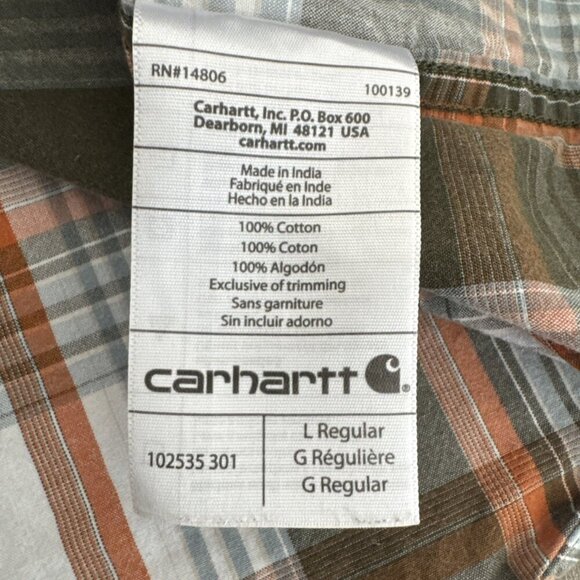 RN#14806
100139
Carhartt, Inc. P.O. Box 600
Dearborn, MI 48121 USA
carhartt.com
Made in India
Fabriqué en Inde
Hecho en la India
100% Cotton
100% Coton
100% Algodón
Exclusive of trimming
Sans garniture
Sin incluir adorno
carhartt
102535 301
L Regular
G Régulière
G Regular